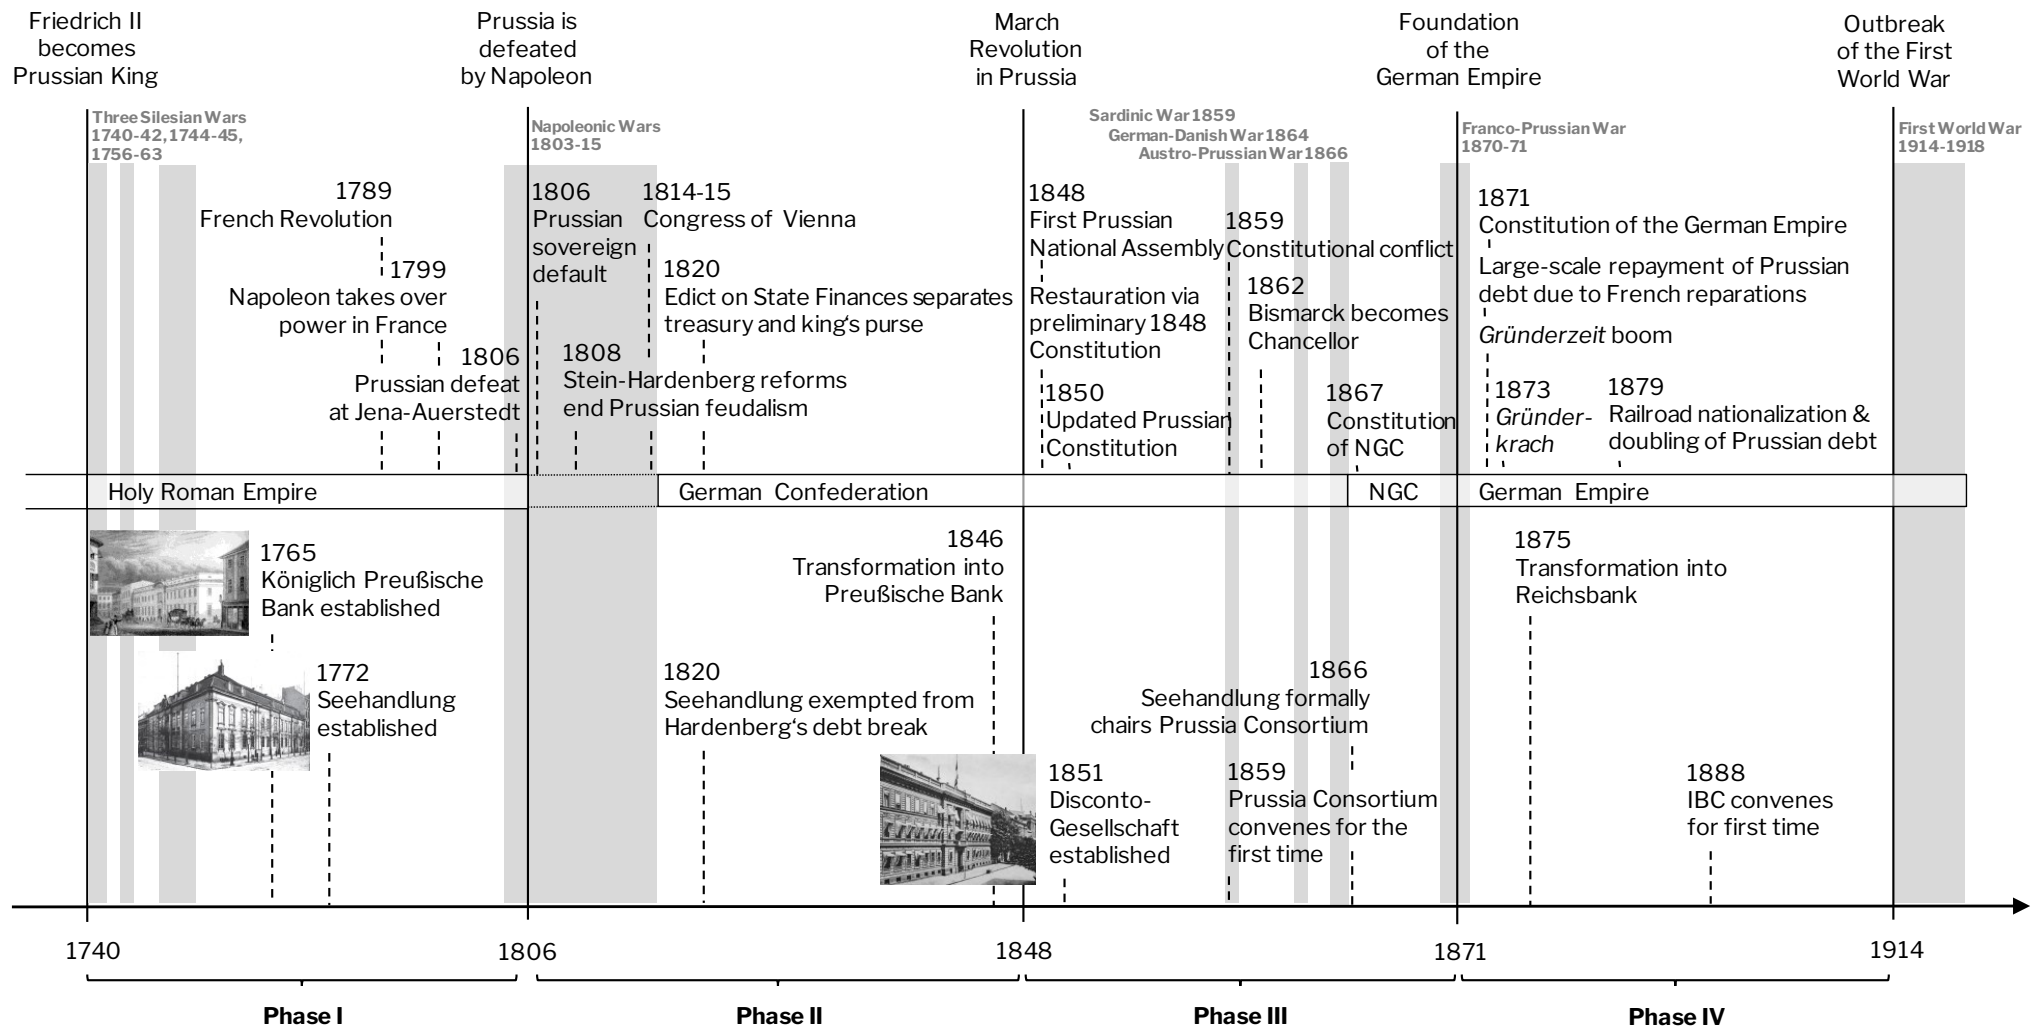 Friedrich II
becomes
Prussian King
Prussia is
defeated
by Napoleon
March
Revolution
in Prussia
Foundation
of the
German Empire
Outbreak
of the First
World War
Three Silesian Wars
1740-42, 1744-45,
1756-63
Napoleonic Wars
1803-15
Sardinic War 1859
German-Danish War 1864
Austro-Prussian War 1866
Franco-Prussian War
1870-71
First World War
1914-1918
1789
French Revolution
1799
Napoleon takes over
power in France
1806
Prussian defeat
at Jena-Auerstedt
1806
Prussian
sovereign
default
1814-15
Congress of Vienna
1820
Edict on State Finances separates
treasury and king‘s purse
1808
Stein-Hardenberg reforms
end Prussian feudalism
1848
First Prussian
National Assembly
Restauration via
preliminary 1848
Constitution
1850
Updated Prussian
Constitution
1859
Constitutional conflict
1862
Bismarck becomes
Chancellor
1867
Constitution
of NGC
1871
Constitution of the German Empire
Large-scale repayment of Prussian
debt due to French reparations
Gründerzeit boom
1873
Gründer-
krach
1879
Railroad nationalization &
doubling of Prussian debt
Holy Roman Empire
German Confederation
NGC
German Empire
1765
Königlich Preußische
Bank established
1772
Seehandlung
established
1820
Seehandlung exempted from
Hardenberg‘s debt break
1846
Transformation into
Preußische Bank
1851
Disconto-
Gesellschaft
established
1866
Seehandlung formally
chairs Prussia Consortium
1859
Prussia Consortium
convenes for the
first time
1875
Transformation into
Reichsbank
1888
IBC convenes
for first time
1740
1806
1848
1871
1914
Phase I
Phase II
Phase III
Phase IV